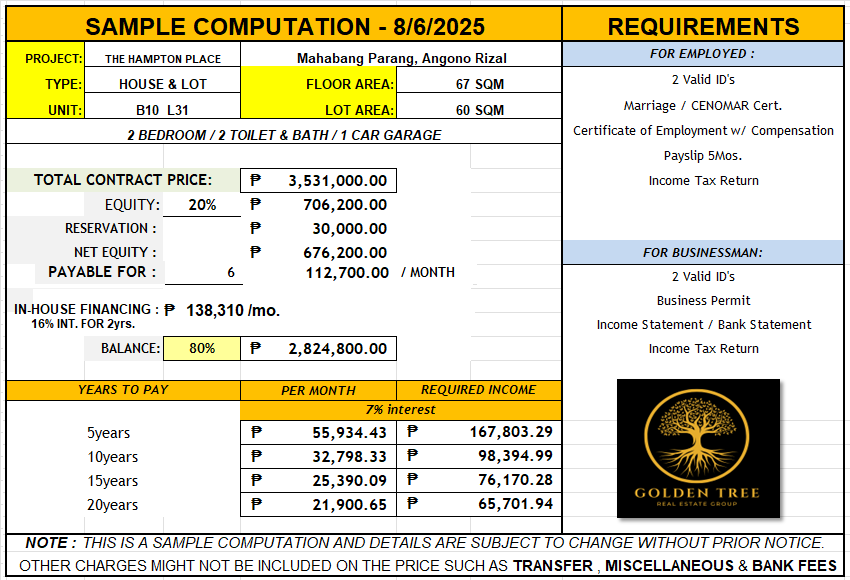 SAMPLE COMPUTATION - 8/6/2025
PROJECT: THE HAMPTON PLACE Mahabang Parang, Angono Rizal
TYPE: HOUSE & LOT FLOOR AREA: 67 SQM
UNIT: B10 L31 LOT AREA: 60 SQM
2 BEDROOM / 2 TOILET & BATH / 1 CAR GARAGE
TOTAL CONTRACT PRICE: ₱ 3,531,000.00
EQUITY: 20% ₱ 706,200.00
RESERVATION : ₱ 30,000.00
NET EQUITY : ₱ 676,200.00
PAYABLE FOR : 6 112,700.00 / MONTH
IN-HOUSE FINANCING : ₱ 138,310 /mo.
16% INT. FOR 2yrs.
BALANCE: 80% ₱ 2,824,800.00
YEARS TO PAY PER MONTH REQUIRED INCOME
7% interest
5years ₱ 55,934.43 ₱ 167,803.29
10years ₱ 32,798.33 ₱ 98,394.99
15years ₱ 25,390.09 ₱ 76,170.28
20years ₱ 21,900.65 ₱ 65,701.94
REQUIREMENTS
FOR EMPLOYED :
2 Valid ID's
Marriage / CENOMAR Cert.
Certificate of Employment w/ Compensation
Payslip 5Mos.
Income Tax Return
FOR BUSINESSMAN:
2 Valid ID's
Business Permit
Income Statement / Bank Statement
Income Tax Return
GOLDEN TREE
REAL ESTATE GROUP
NOTE : THIS IS A SAMPLE COMPUTATION AND DETAILS ARE SUBJECT TO CHANGE WITHOUT PRIOR NOTICE.
OTHER CHARGES MIGHT NOT BE INCLUDED ON THE PRICE SUCH AS TRANSFER , MISCELLANEOUS & BANK FEES